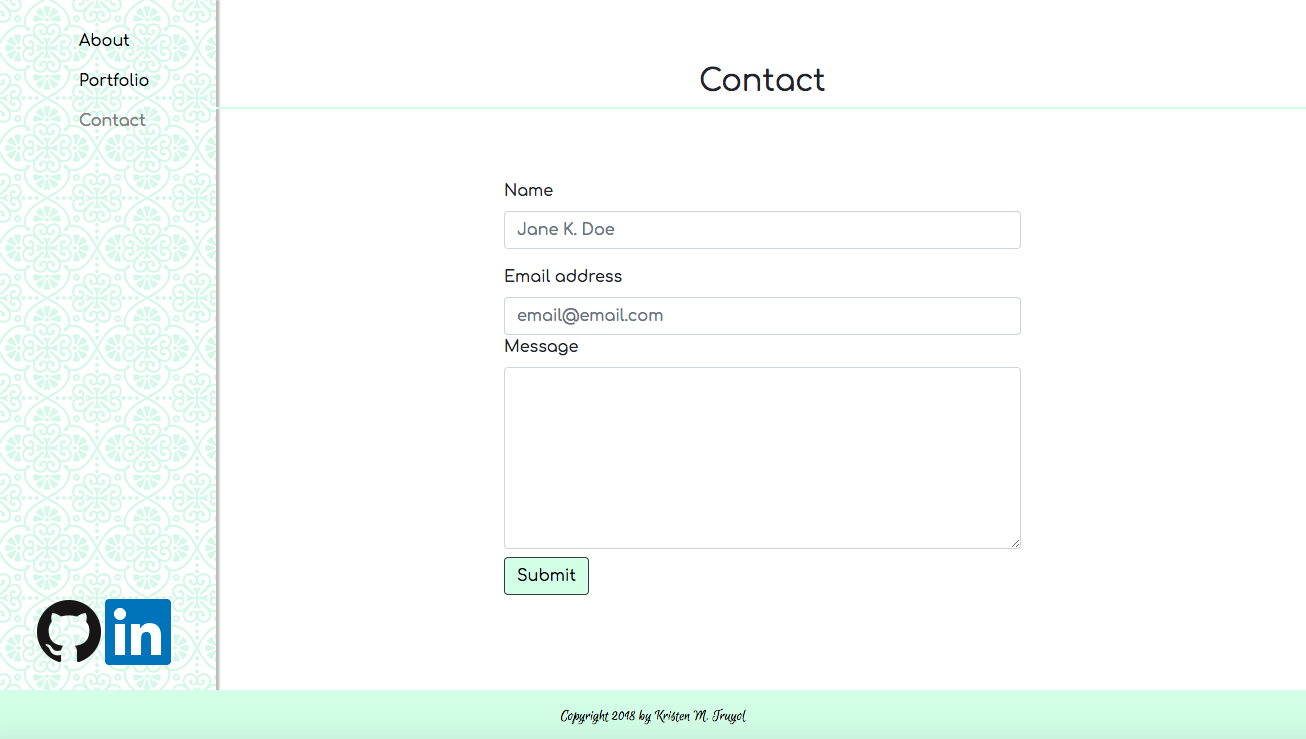 About
Portfolio
Contact
Contact
Name
Jane K. Doe
Email address
email@email.com
Message
Submit
in
Copyright 2018 by Kristen M. Truyol